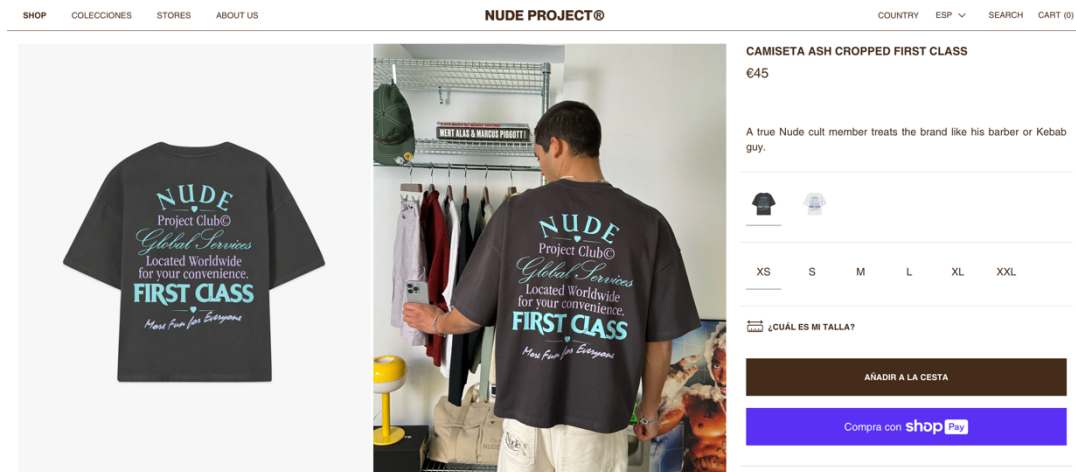 SHOP COLECCIONES STORES ABOUT US NUDE PROJECT® COUNTRY ESP SEARCH CART (0)
NUDE
Project Club©
Global Services
Located Worldwide
for your convenience.
FIRST CLASS
More Fun for Everyone
MERT ALAS & MARCUS PIGGOTT
NUDE
Project Club©
Global Services
Located Worldwide
for your convenience.
FIRST CLASS
More Fun for Everyone
CAMISETA ASH CROPPED FIRST CLASS
€45
A true Nude cult member treats the brand like his barber or Kebab
guy.
XS S M L XL XXL
¿CUÁL ES MI TALLA?
AÑADIR A LA CESTA
Compra con shop Pay